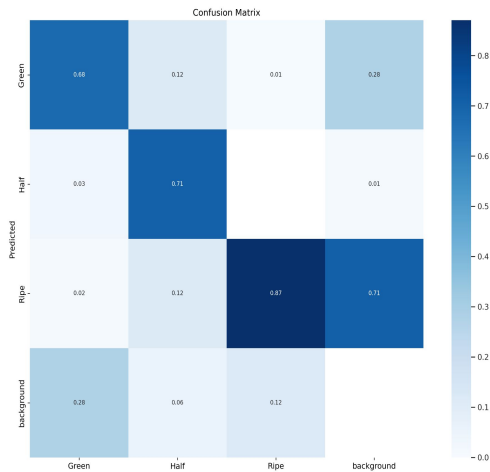 Confusion Matrix
Green
0.68
0.12
0.01
0.28
Half
0.03
0.71
0.01
Predicted
Ripe
0.02
0.12
0.87
0.71
background
0.28
0.06
0.12
Green
Half
Ripe
background
0.8
0.7
0.6
0.5
0.4
0.3
0.2
0.1
0.0